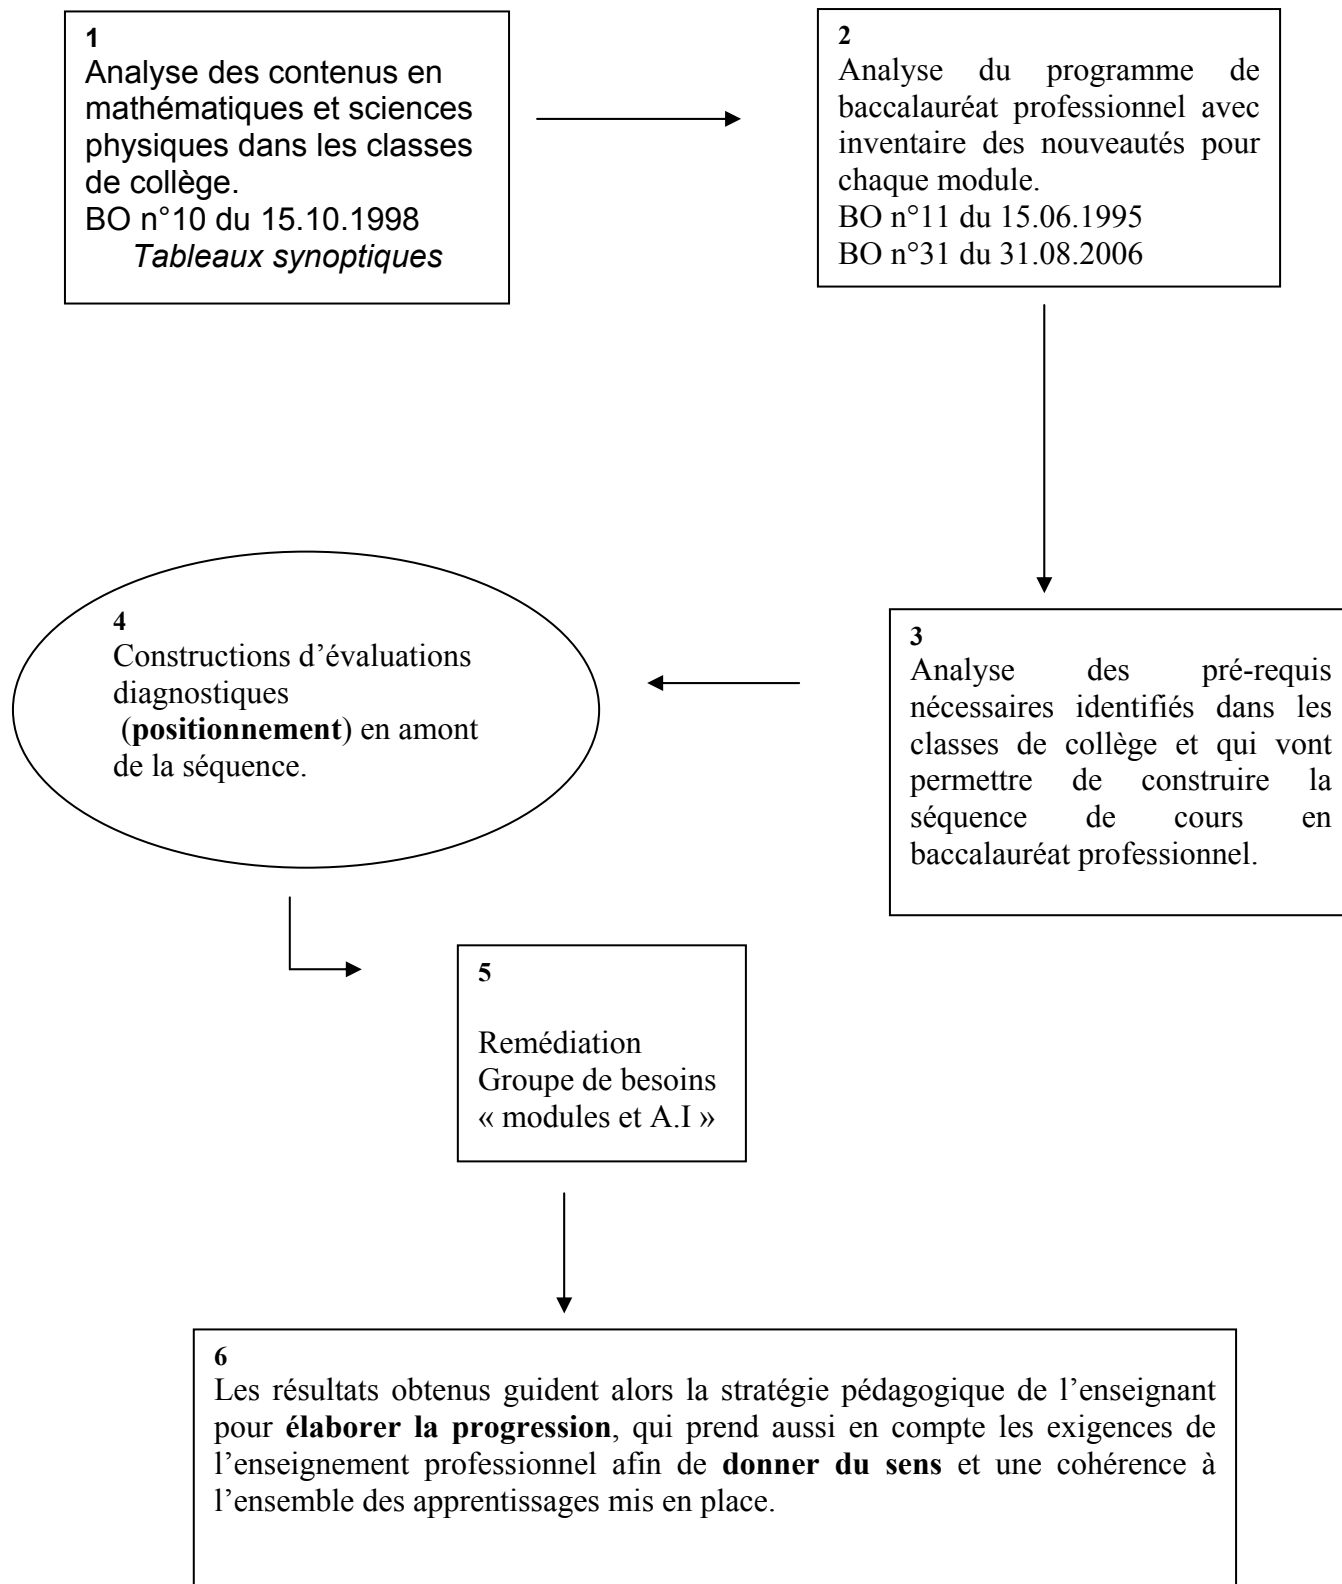 1
Analyse des contenus en
mathématiques et sciences
physiques dans les classes
de collège.
BO n°10 du 15.10.1998
Tableaux synoptiques
2
Analyse du programme de
baccalauréat professionnel avec
inventaire des nouveautés pour
chaque module.
BO n°11 du 15.06.1995
BO n°31 du 31.08.2006
3
Analyse des pré-requis
nécessaires identifiés dans les
classes de collège et qui vont
permettre de construire la
séquence de cours en
baccalauréat professionnel.
4
Constructions d’évaluations
diagnostiques
(positionnement) en amont
de la séquence.
5
Remédiation
Groupe de besoins
« modules et A.I »
6
Les résultats obtenus guident alors la stratégie pédagogique de l’enseignant
pour élaborer la progression, qui prend aussi en compte les exigences de
l’enseignement professionnel afin de donner du sens et une cohérence à
l’ensemble des apprentissages mis en place.